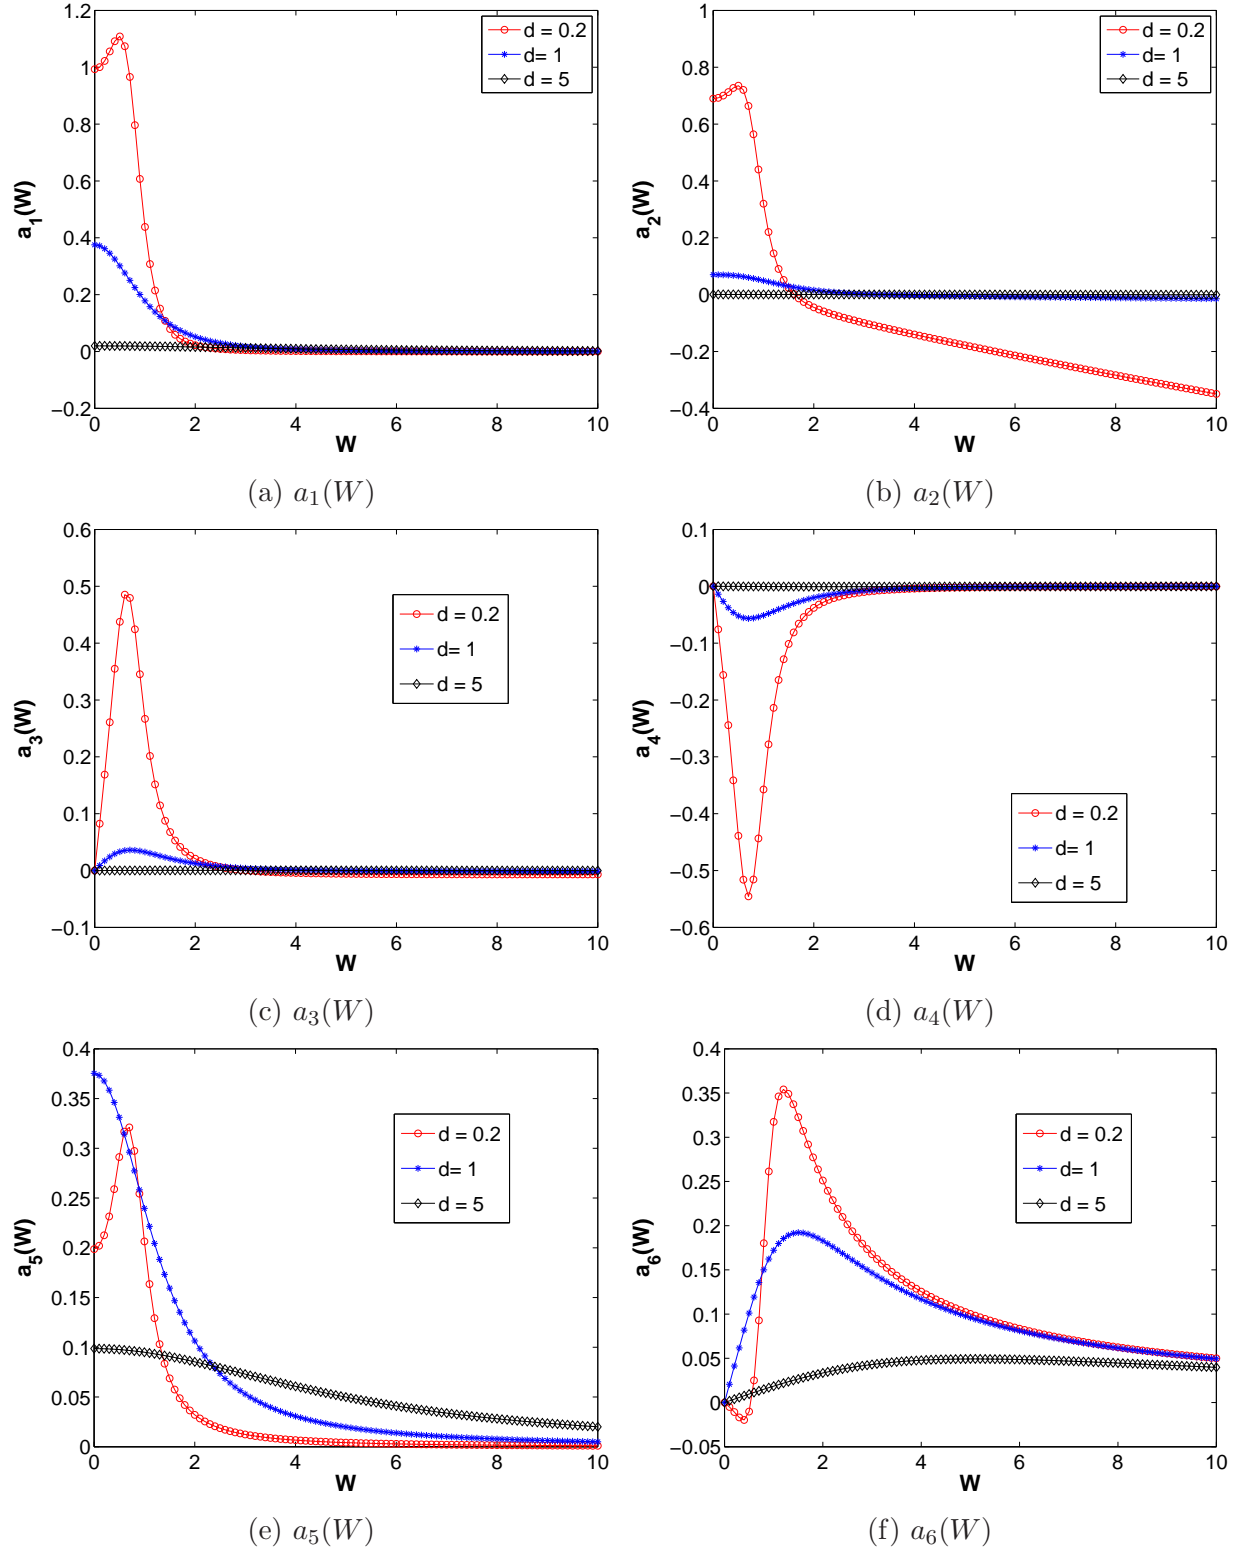 1.2
1
0.8
0.6
0.4
0.2
0
−0.2
a1(W)
0 2 4 6 8 10
W
d = 0.2
d= 1
d = 5
(a) a1(W)
1
0.8
0.6
0.4
0.2
0
−0.2
−0.4
a2(W)
0 2 4 6 8 10
W
d = 0.2
d= 1
d = 5
(b) a2(W)
0.6
0.5
0.4
0.3
0.2
0.1
0
−0.1
a3(W)
0 2 4 6 8 10
W
d = 0.2
d= 1
d = 5
(c) a3(W)
0.1
0
−0.1
−0.2
−0.3
−0.4
−0.5
−0.6
a4(W)
0 2 4 6 8 10
W
d = 0.2
d= 1
d = 5
(d) a4(W)
0.4
0.35
0.3
0.25
0.2
0.15
0.1
0.05
0
a5(W)
0 2 4 6 8 10
W
d = 0.2
d= 1
d = 5
(e) a5(W)
0.4
0.35
0.3
0.25
0.2
0.15
0.1
0.05
0
−0.05
a6(W)
0 2 4 6 8 10
W
d = 0.2
d= 1
d = 5
(f) a6(W)